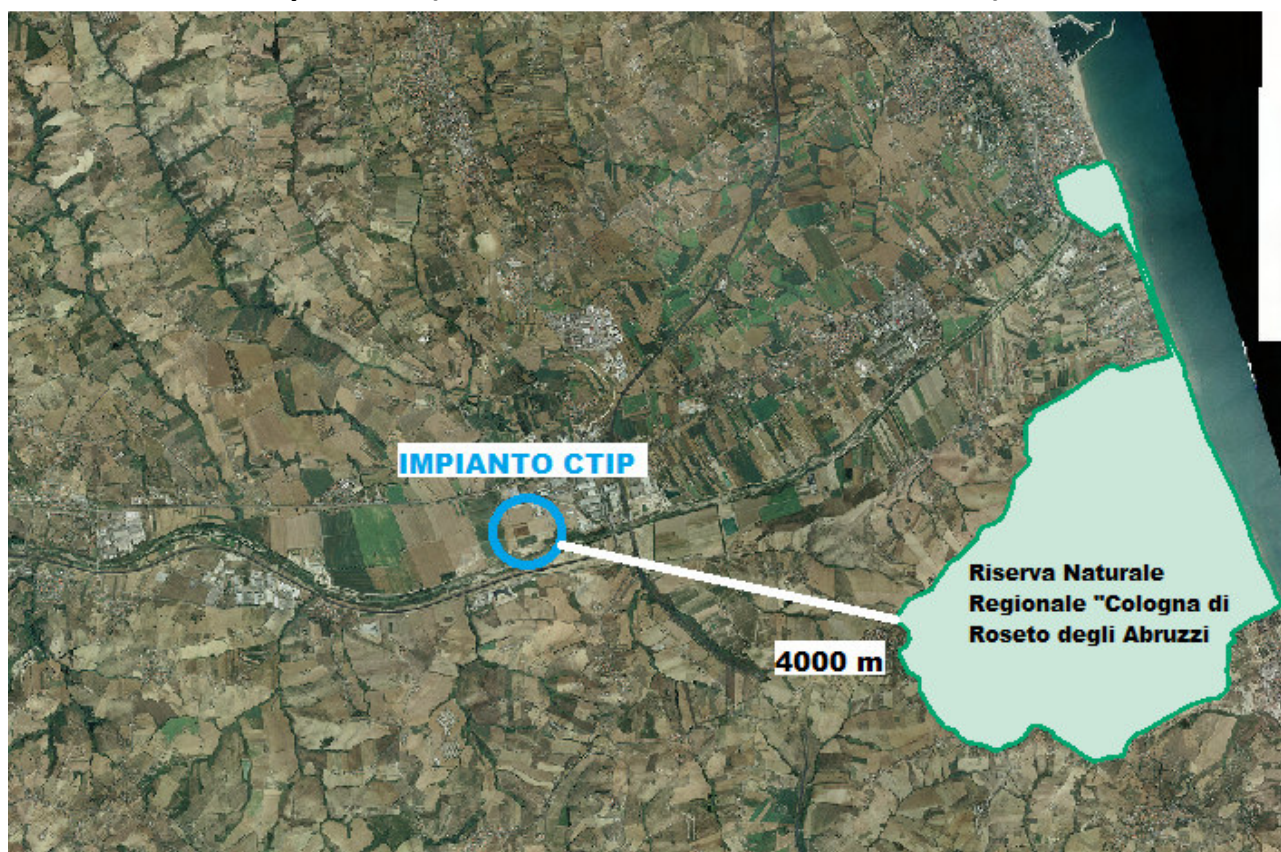 IMPIANTO CTIP
Riserva Naturale
Regionale "Cologna di
Roseto degli Abruzzi
4000 m